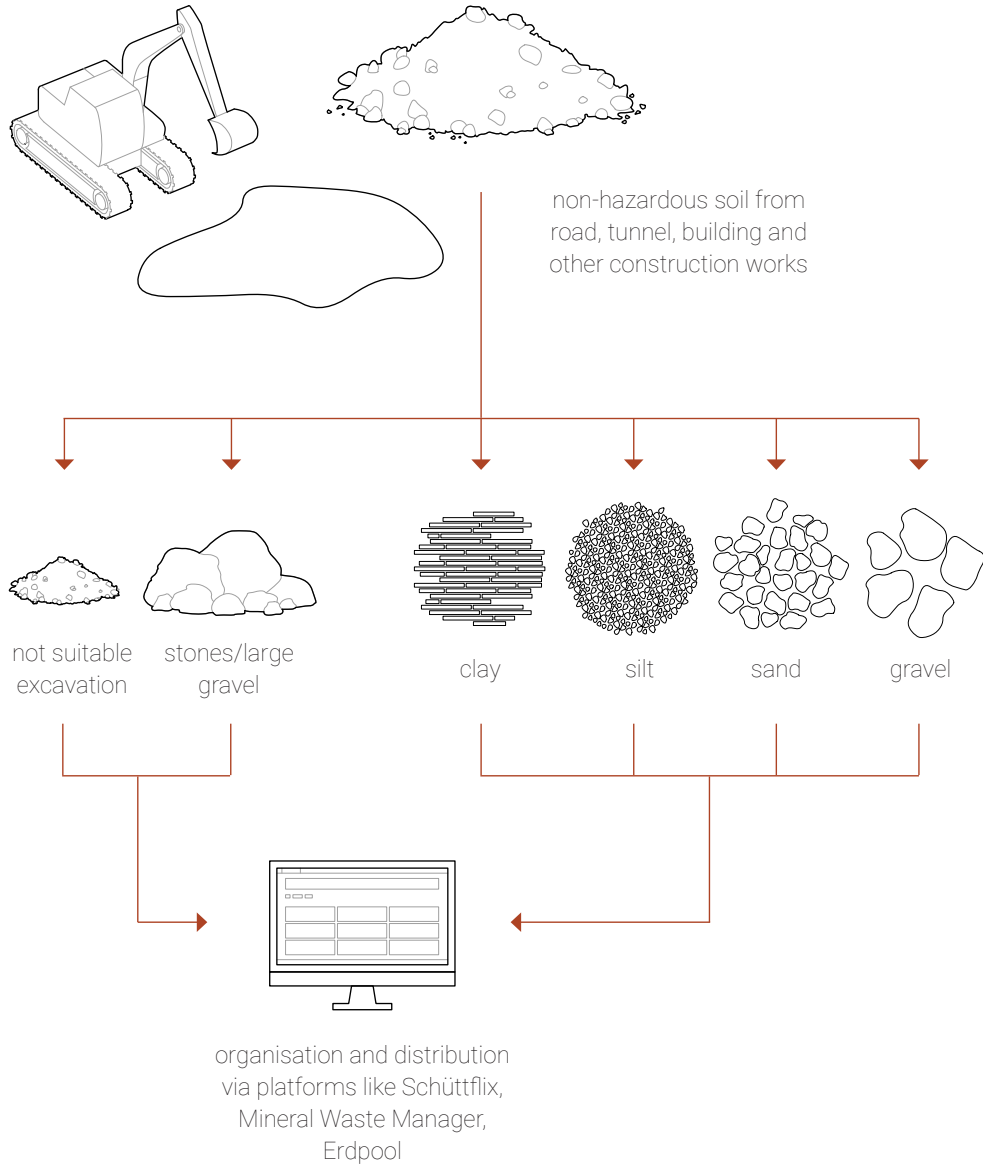 non-hazardous soil from
road, tunnel, building and
other construction works
not suitable
excavation
stones/large
gravel
clay
silt
sand
gravel
organisation and distribution
via platforms like Schüttflix,
Mineral Waste Manager,
Erdpool